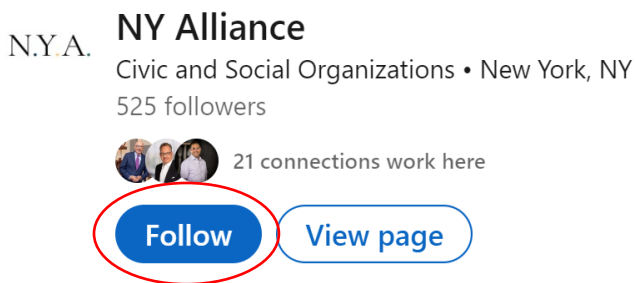 N.Y.A.
NY Alliance
Civic and Social Organizations • New York, NY
525 followers
21 connections work here
Follow
View page